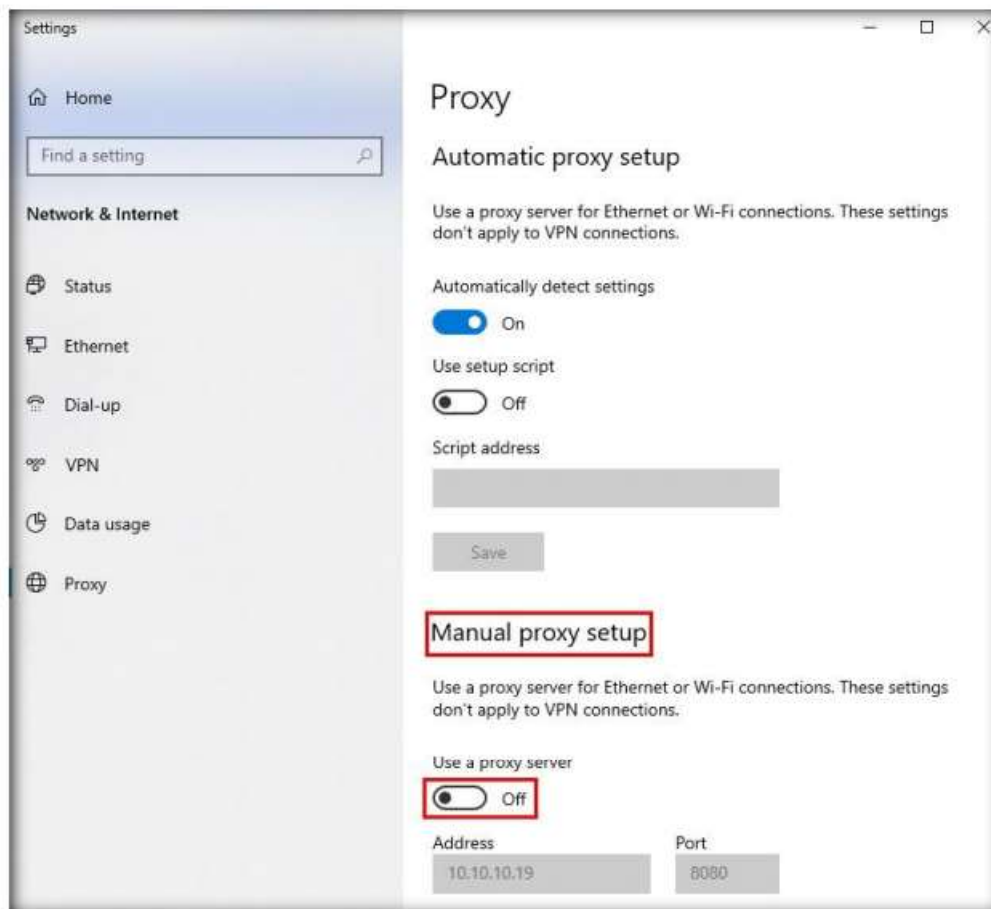 Settings
Home
Find a setting
Network & Internet
Status
Ethernet
Dial-up
VPN
Data usage
Proxy
Proxy
Automatic proxy setup
Use a proxy server for Ethernet or Wi-Fi connections. These settings
don't apply to VPN connections.
Automatically detect settings
On
Use setup script
Off
Script address
Save
Manual proxy setup
Use a proxy server for Ethernet or Wi-Fi connections. These settings
don't apply to VPN connections.
Use a proxy server
Off
Address Port
10.10.10.19 8080